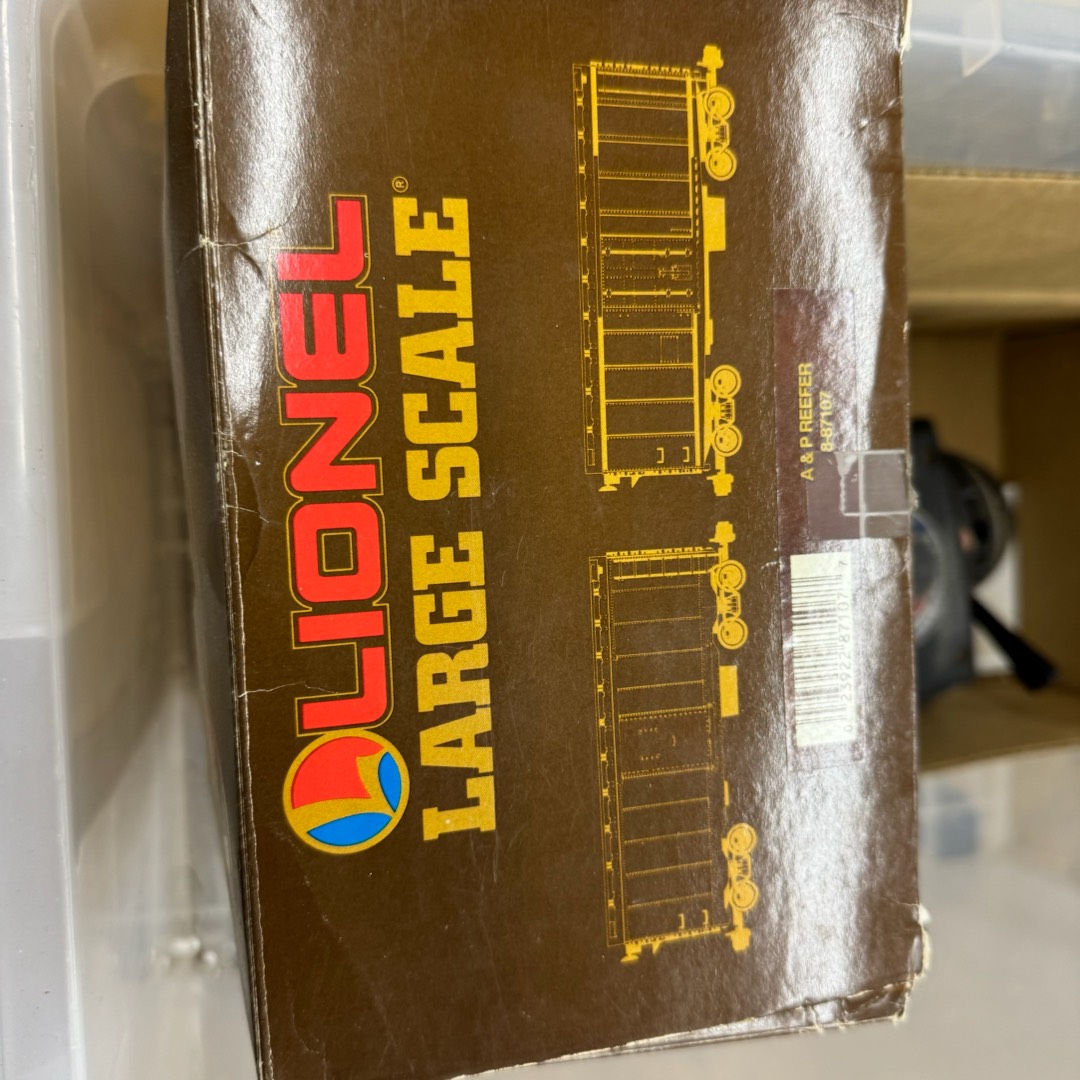 LIONEL
LARGE SCALE®
A & P REEFER
8-87107